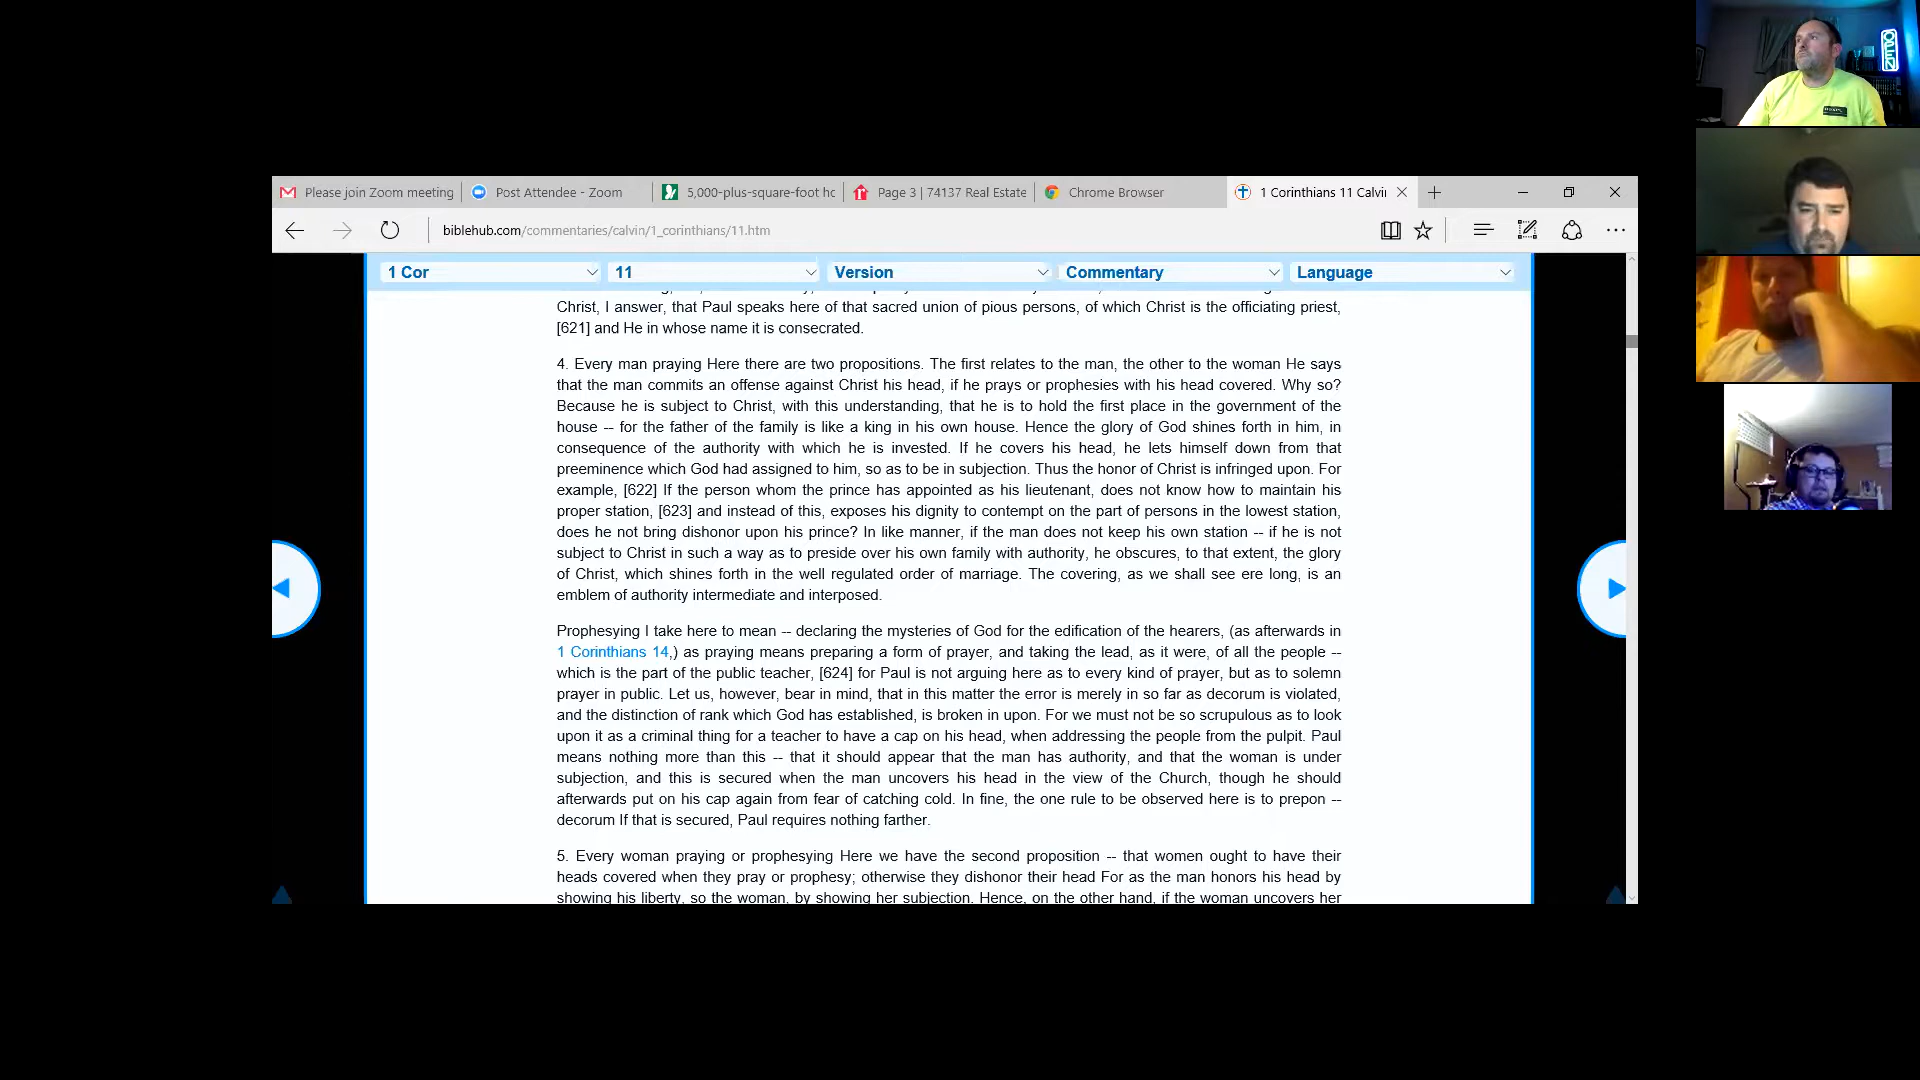 OPEN
Please join Zoom meeting
Post Attendee - Zoom
5,000-plus-square-foot hc
Page 3 | 74137 Real Estate
Chrome Browser
1 Corinthians 11 Calvi
biblehub.com/commentaries/calvin/1_corinthians/11.htm
1 Cor
11
Version
Commentary
Language
Christ, I answer, that Paul speaks here of that sacred union of pious persons, of which Christ is the officiating priest,
[621] and He in whose name it is consecrated.
4. Every man praying Here there are two propositions. The first relates to the man, the other to the woman He says
that the man commits an offense against Christ his head, if he prays or prophesies with his head covered. Why so?
Because he is subject to Christ, with this understanding, that he is to hold the first place in the government of the
house -- for the father of the family is like a king in his own house. Hence the glory of God shines forth in him, in
consequence of the authority with which he is invested. If he covers his head, he lets himself down from that
preeminence which God had assigned to him, so as to be in subjection. Thus the honor of Christ is infringed upon. For
example, [622] If the person whom the prince has appointed as his lieutenant, does not know how to maintain his
proper station, [623] and instead of this, exposes his dignity to contempt on the part of persons in the lowest station,
does he not bring dishonor upon his prince? In like manner, if the man does not keep his own station -- if he is not
subject to Christ in such a way as to preside over his own family with authority, he obscures, to that extent, the glory
of Christ, which shines forth in the well regulated order of marriage. The covering, as we shall see ere long, is an
emblem of authority intermediate and interposed.
Prophesying I take here to mean -- declaring the mysteries of God for the edification of the hearers, (as afterwards in
1 Corinthians 14,) as praying means preparing a form of prayer, and taking the lead, as it were, of all the people --
which is the part of the public teacher, [624] for Paul is not arguing here as to every kind of prayer, but as to solemn
prayer in public. Let us, however, bear in mind, that in this matter the error is merely in so far as decorum is violated,
and the distinction of rank which God has established, is broken in upon. For we must not be so scrupulous as to look
upon it as a criminal thing for a teacher to have a cap on his head, when addressing the people from the pulpit. Paul
means nothing more than this -- that it should appear that the man has authority, and that the woman is under
subjection, and this is secured when the man uncovers his head in the view of the Church, though he should
afterwards put on his cap again from fear of catching cold. In fine, the one rule to be observed here is to prepon --
decorum If that is secured, Paul requires nothing farther.
5. Every woman praying or prophesying Here we have the second proposition -- that women ought to have their
heads covered when they pray or prophesy; otherwise they dishonor their head For as the man honors his head by
showing his liberty, so the woman, by showing her subjection. Hence, on the other hand, if the woman uncovers her